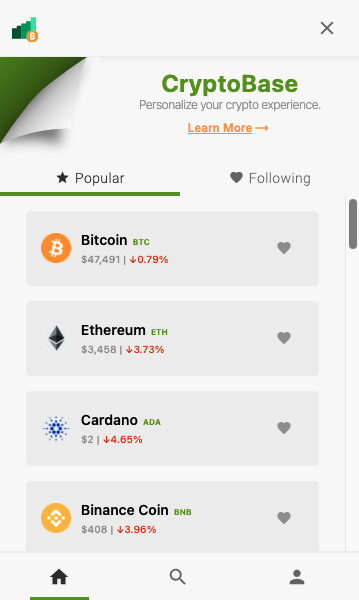 CryptoBase
Personalize your crypto experience.
Learn More →
Popular
Following
Bitcoin BTC
$47,491 | ↓0.79%
Ethereum ETH
$3,458 | ↓3.73%
Cardano ADA
$2 | ↓4.65%
Binance Coin BNB
$408 | ↓3.96%